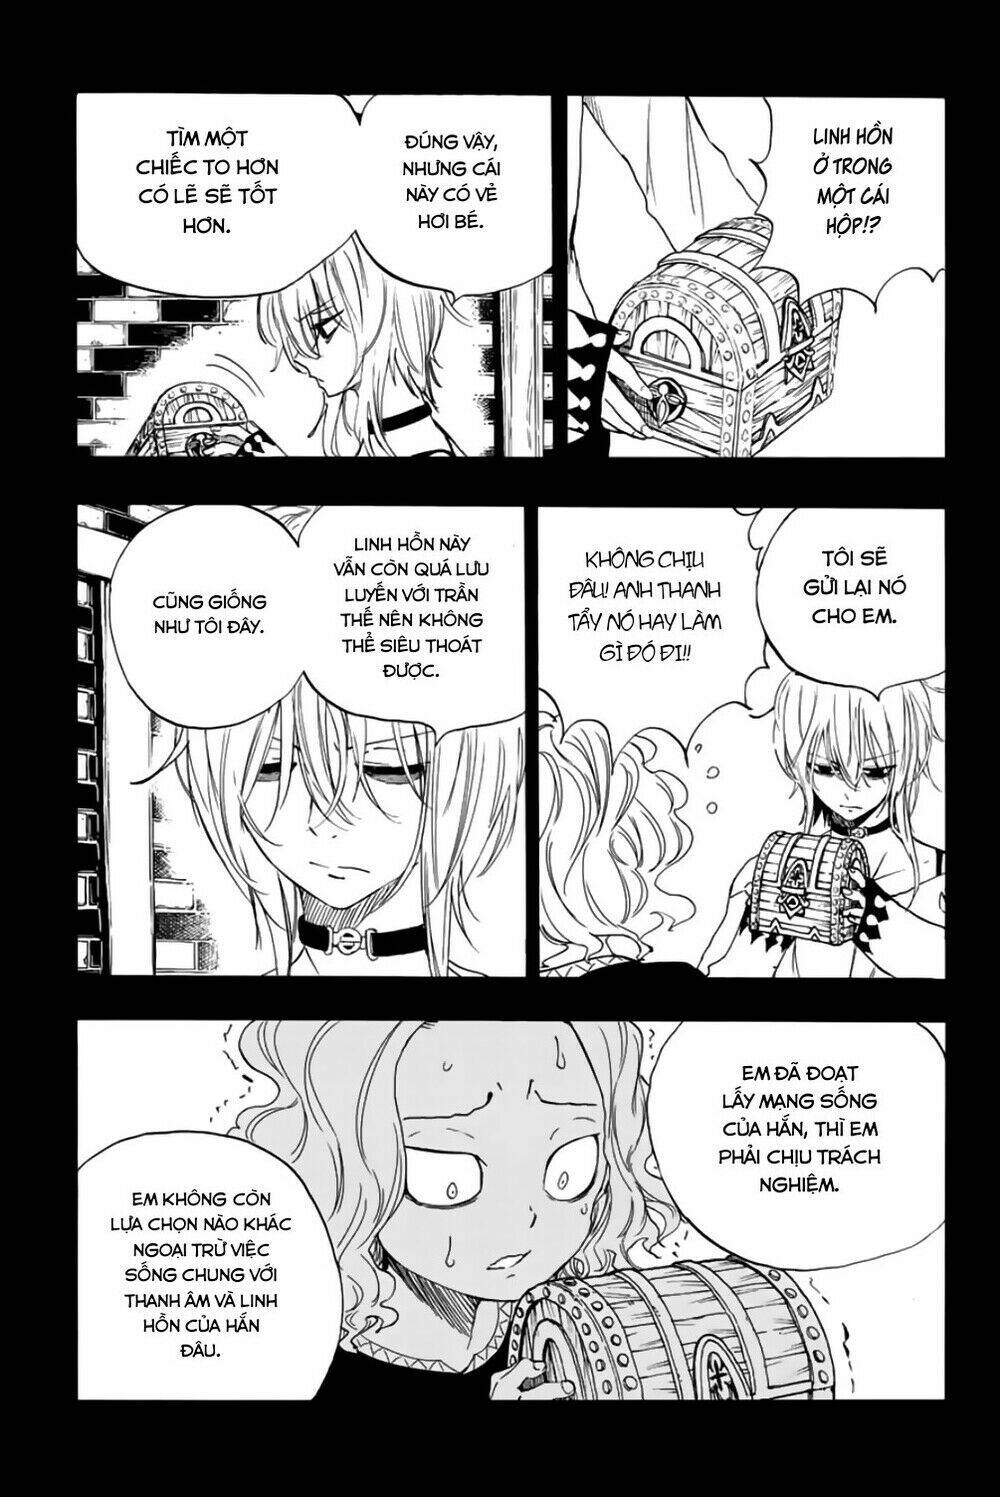 LINH HỒN
Ở TRONG
MỘT CÁI
HỘP!?
ĐÚNG VẬY,
NHƯNG CÁI
NÀY CÓ VẺ
HƠI BÉ.
TÌM MỘT
CHIẾC TO HƠN
CÓ LẼ SẼ TỐT
HƠN.
TÔI SẼ
GỬI LẠI NÓ
CHO EM.
KHÔNG CHỊU
ĐÂU! ANH THANH
TẨY NÓ HAY LÀM
GÌ ĐÓ ĐI!!
LINH HỒN NÀY
VẪN CÒN QUÁ LƯU
LUYẾN VỚI TRẦN
THẾ NÊN KHÔNG
THỂ SIÊU THOÁT
ĐƯỢC.
CŨNG GIỐNG
NHƯ TÔI ĐÂY.
EM ĐÃ ĐOẠT
LẤY MẠNG SỐNG
CỦA HẮN, THÌ EM
PHẢI CHỊU TRÁCH
NGHIỆM.
EM KHÔNG CÒN
LỰA CHỌN NÀO KHÁC
NGOẠI TRỪ VIỆC
SỐNG CHUNG VỚI
THANH ÂM VÀ LINH
HỒN CỦA HẮN
ĐÂU.